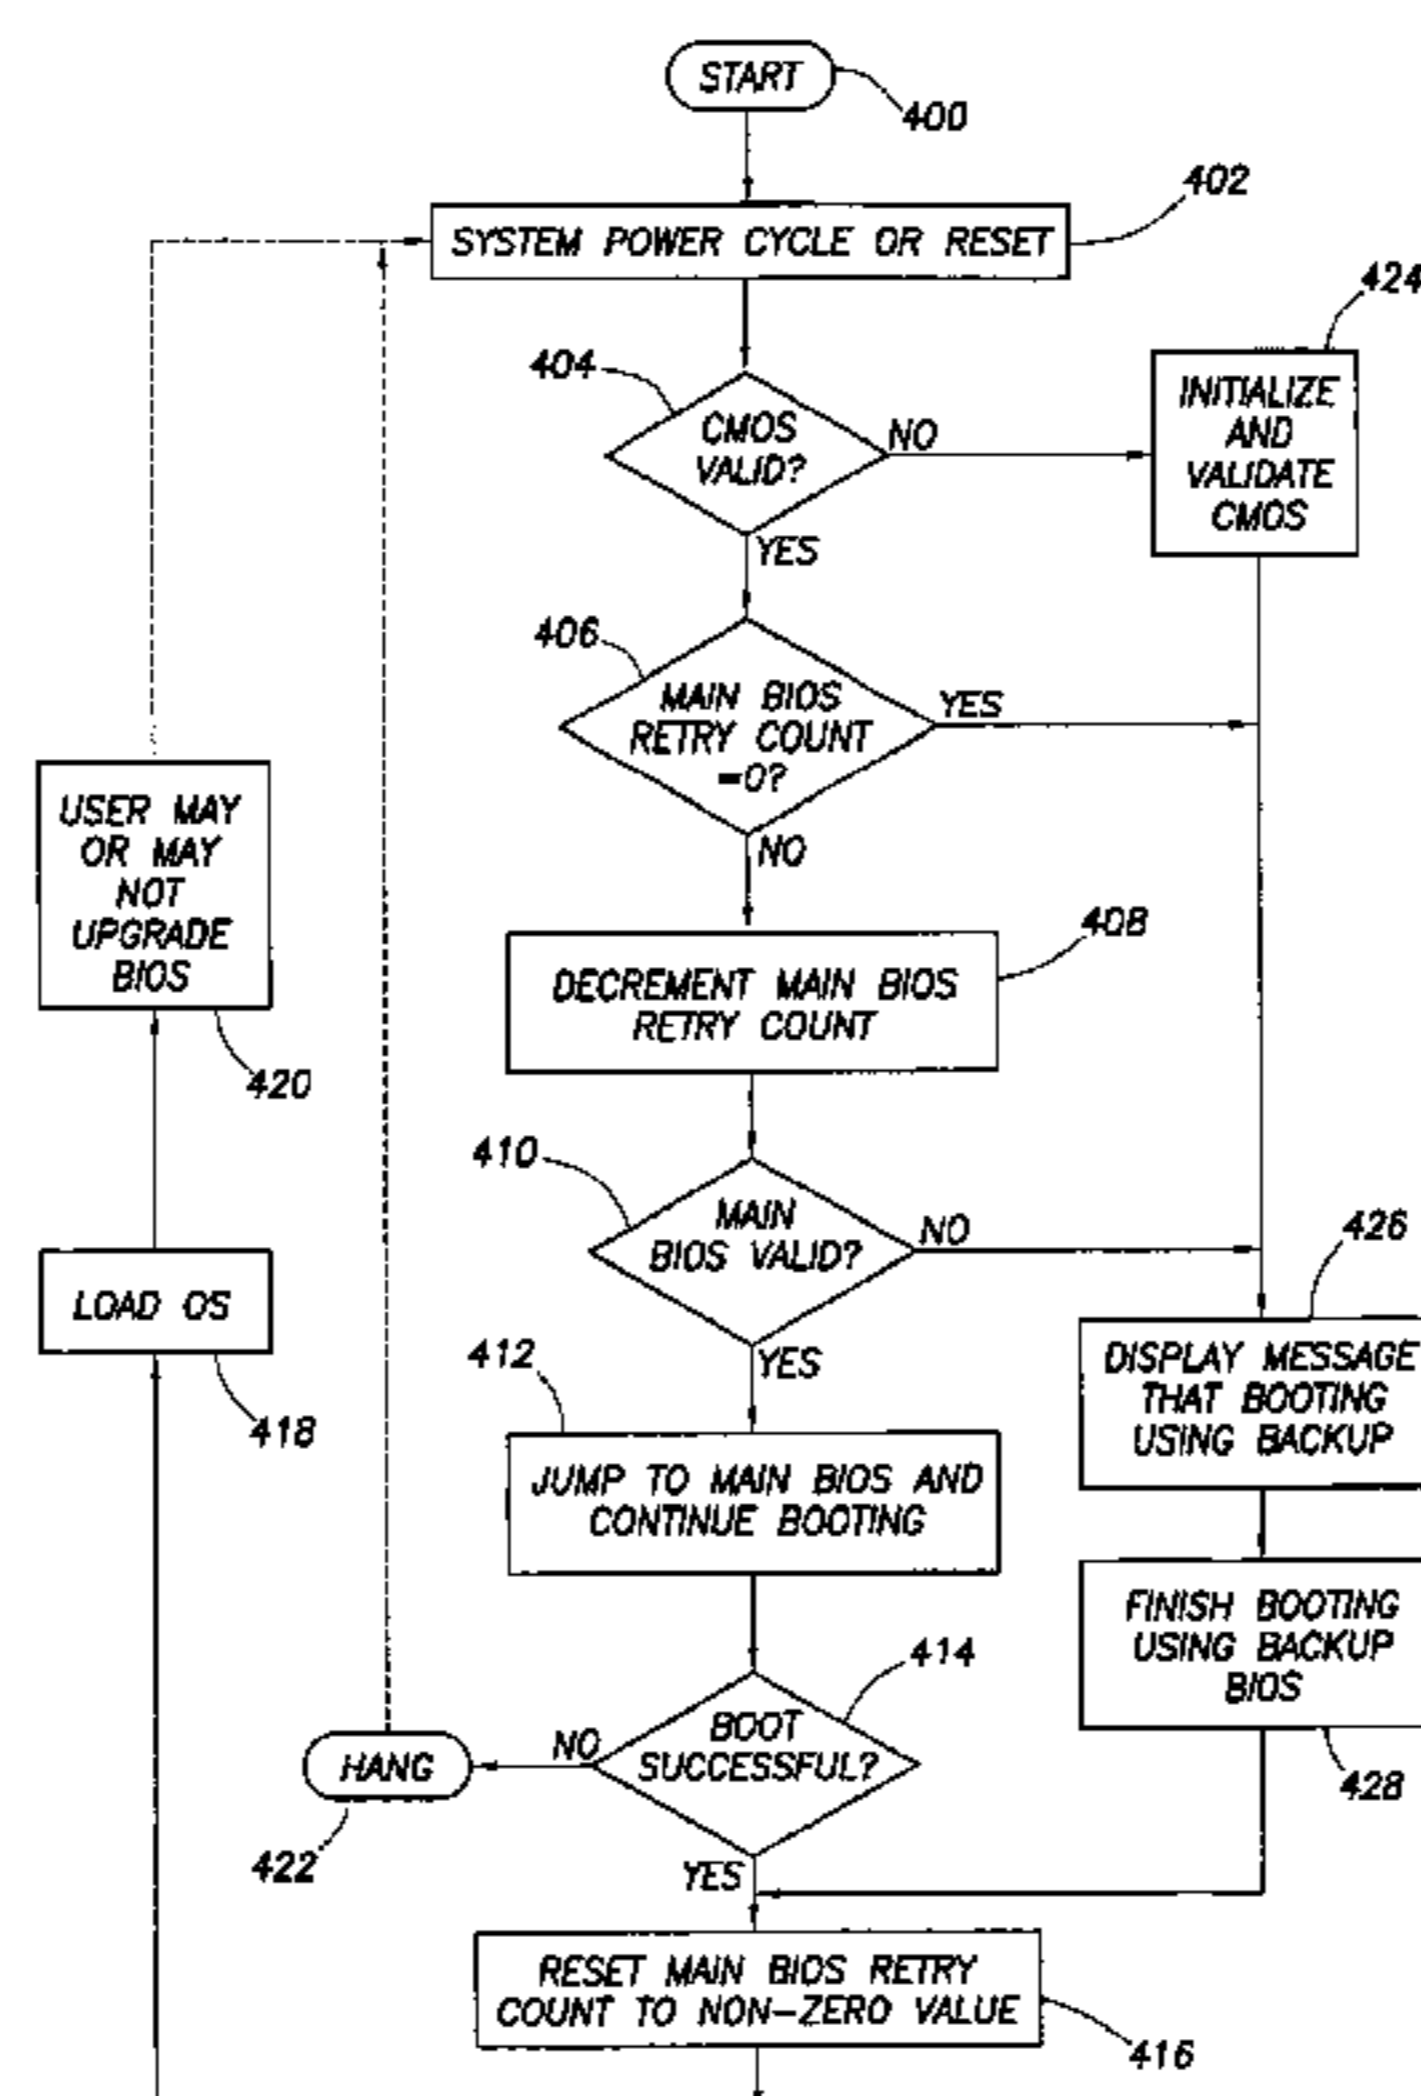 START
400
SYSTEM POWER CYCLE OR RESET
402
424
INITIALIZE
AND
VALIDATE
CMOS
404
CMOS
VALID?
NO
YES
406
MAIN BIOS
RETRY COUNT
=0?
YES
NO
USER MAY
OR MAY
NOT
UPGRADE
BIOS
420
408
DECREMENT MAIN BIOS
RETRY COUNT
410
MAIN
BIOS VALID?
NO
YES
426
DISPLAY MESSAGE
THAT BOOTING
USING BACKUP
LOAD OS
418
412
JUMP TO MAIN BIOS AND
CONTINUE BOOTING
FINISH BOOTING
USING BACKUP
BIOS
428
414
BOOT
SUCCESSFUL?
NO
HANG
422
YES
RESET MAIN BIOS RETRY
COUNT TO NON-ZERO VALUE
416